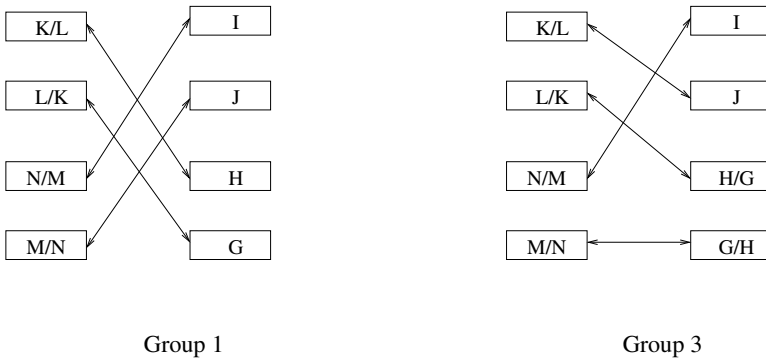 K/L I
L/K J
N/M H
M/N G
Group 1
K/L I
L/K J
N/M H/G
M/N G/H
Group 3